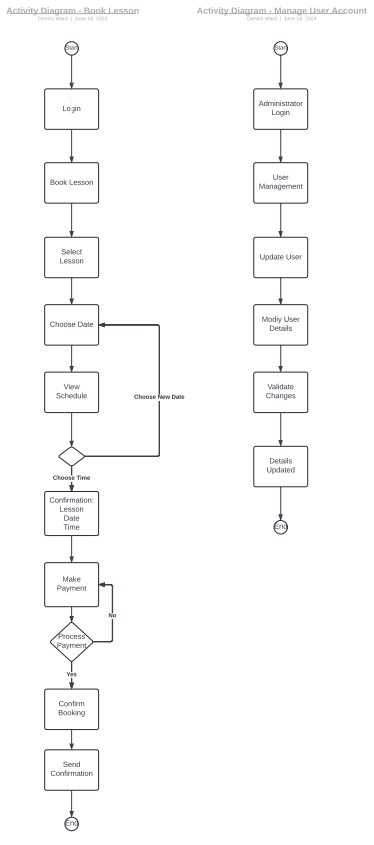 Activity Diagram - Book Lesson
Derrick Ward | June 18, 2024
Start
Login
Book Lesson
Select
Lesson
Choose Date
View
Schedule
Choose New Date
Choose Time
Confirmation:
Lesson
Date
Time
Make
Payment
No
Process
Payment
Yes
Confirm
Booking
Send
Confirmation
End
Activity Diagram - Manage User Account
Derrick Ward | June 18, 2024
Start
Administrator
Login
User
Management
Update User
Modiy User
Details
Validate
Changes
Details
Updated
End